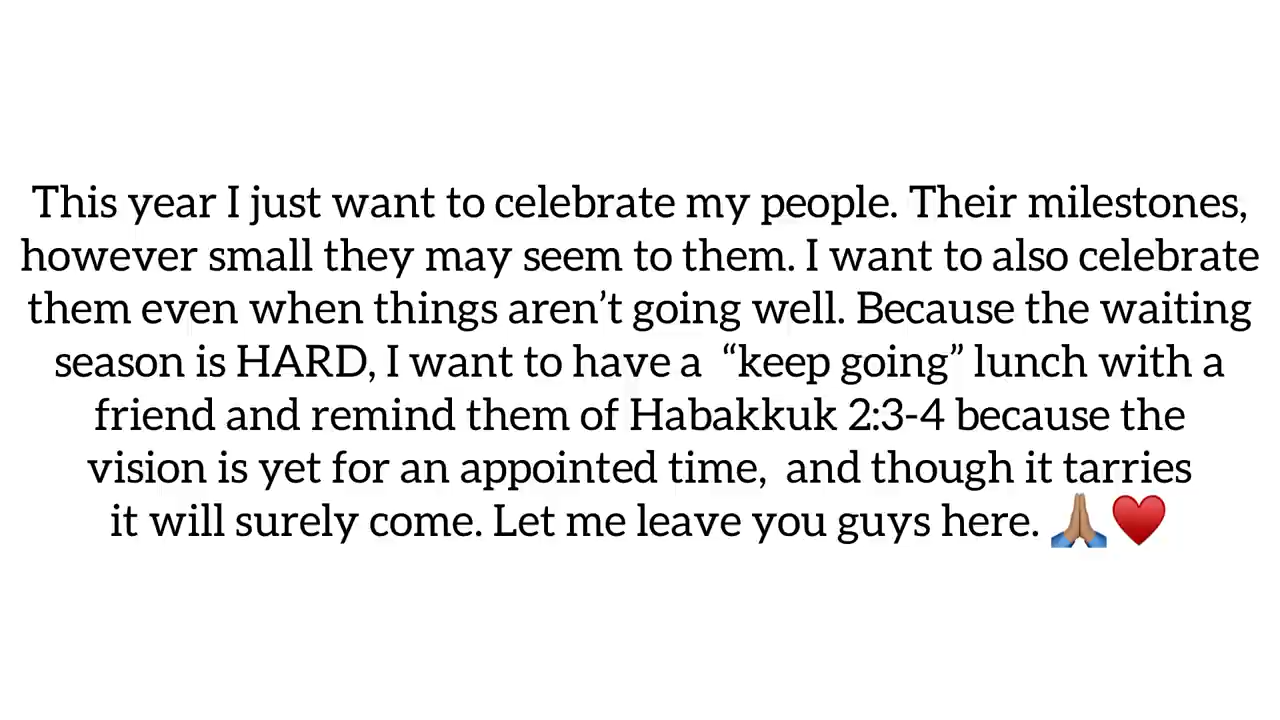 This year I just want to celebrate my people. Their milestones,
however small they may seem to them. I want to also celebrate
them even when things aren’t going well. Because the waiting
season is HARD, I want to have a  “keep going” lunch with a
friend and remind them of Habakkuk 2:3-4 because the
vision is yet for an appointed time,  and though it tarries
it will surely come. Let me leave you guys here. 🙏🏽♥️